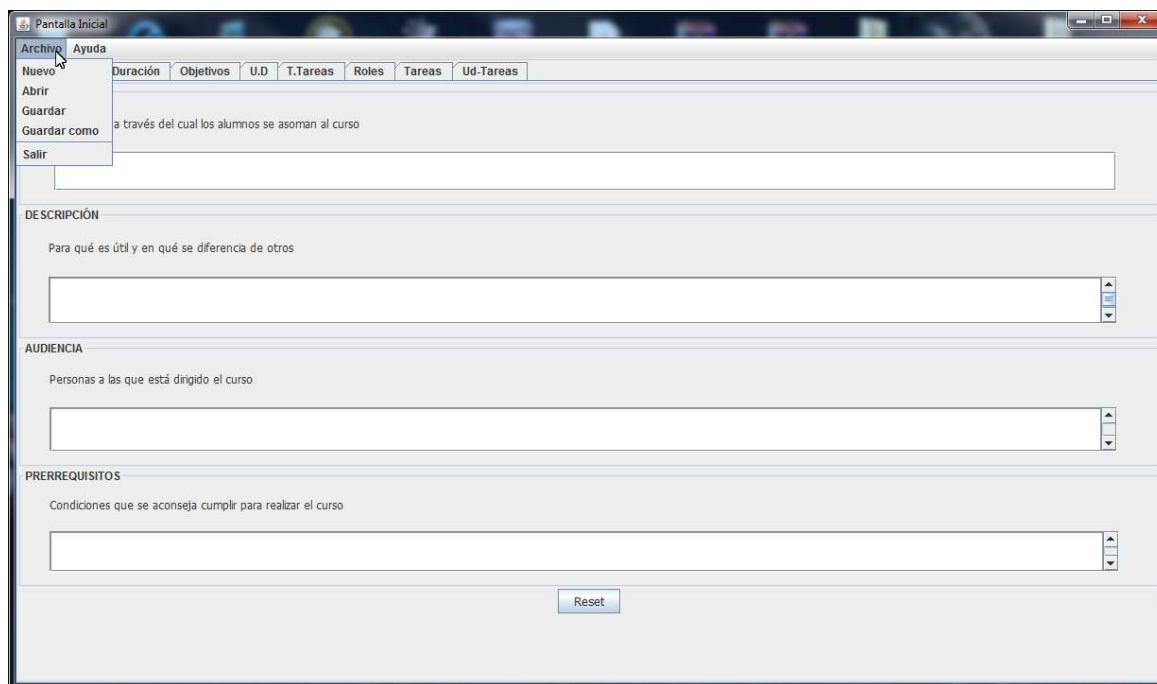 Pantalla Inicial
Archivo Ayuda
Nuevo
Abrir
Guardar
Guardar como
Salir
Duración Objetivos U.D T.Tareas Roles Tareas Ud-Tareas
a través del cual los alumnos se asoman al curso
DESCRIPCIÓN
Para qué es útil y en qué se diferencia de otros
AUDIENCIA
Personas a las que está dirigido el curso
PRERREQUISITOS
Condiciones que se aconseja cumplir para realizar el curso
Reset